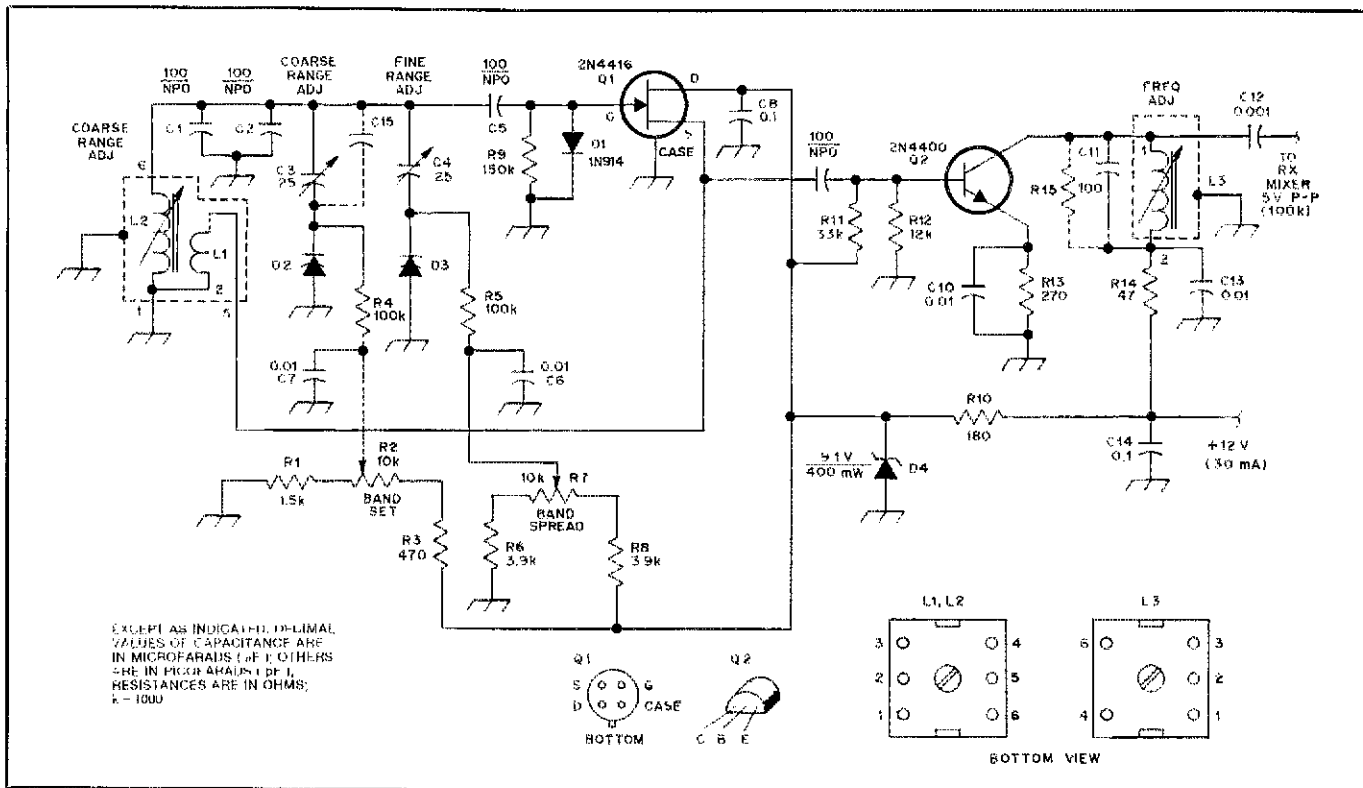 COARSE
RANGE
ADJ
100
NPO
100
NPO
C1
C2
6
L2
L1
1
2
5
COARSE
RANGE
ADJ
C3
25
C15
FINE
RANGE
ADJ
C4
25
D2
D3
R4
100k
R5
100k
0.01
C7
0.01
C6
100
NPO
C5
R9
150k
D1
1N914
2N4416
Q1
D
G
S
CASE
C8
0.1
100
NPO
R11
33k
R12
12k
2N4400
Q2
C10
0.01
R13
270
R15
C11
100
FREQ
ADJ
1
L3
2
C12
0.001
TO
RX
MIXER
5V P-P
(100k)
R14
47
C13
0.01
R10
180
C14
0.1
+12 V
(30 mA)
9.1V
400 mW
D4
R1
1.5k
R2
10k
BAND
SET
R3
470
10k
R7
BAND
SPREAD
R6
3.9k
R8
3.9k
EXCEPT AS INDICATED, DECIMAL
VALUES OF CAPACITANCE ARE
IN MICROFARADS (µF); OTHERS
ARE IN PICOFARADS (pF);
RESISTANCES ARE IN OHMS;
k = 1000
Q1
S
G
D
CASE
BOTTOM
Q2
C B E
L1, L2
3
4
2
5
1
6
L3
6
3
2
4
1
BOTTOM VIEW